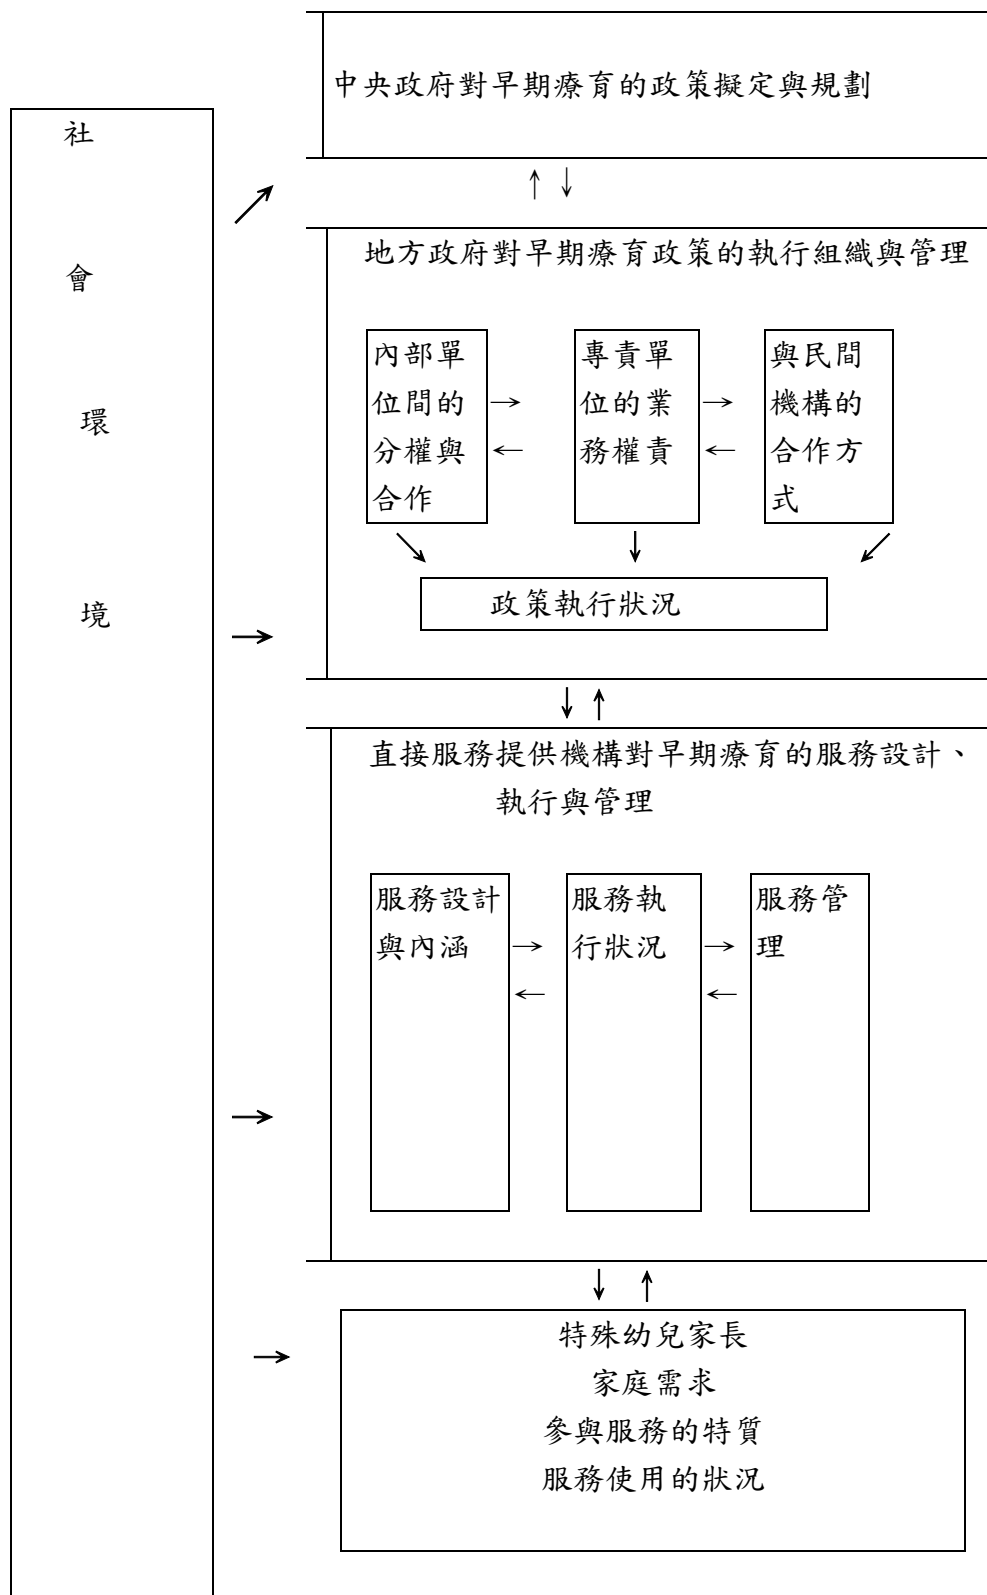 中央政府對早期療育的政策擬定與規劃
社
會
環
境
↑ ↓
地方政府對早期療育政策的執行組織與管理
內部單
位間的
分權與
合作
→
←
專責單
位的業
務權責
→
←
與民間
機構的
合作方
式
政策執行狀況
直接服務提供機構對早期療育的服務設計、
執行與管理
服務設計
與內涵
→
←
服務執
行狀況
→
←
服務管
理
特殊幼兒家長
家庭需求
參與服務的特質
服務使用的狀況